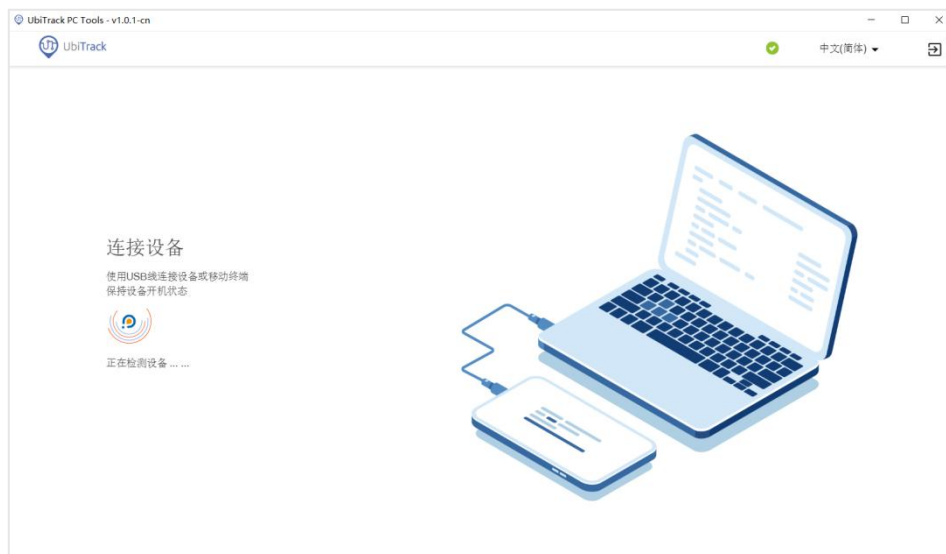 UbiTrack PC Tools - v1.0.1-cn
UbiTrack
中文(简体)
连接设备
使用USB线连接设备或移动终端
保持设备开机状态
正在检测设备 ... ...